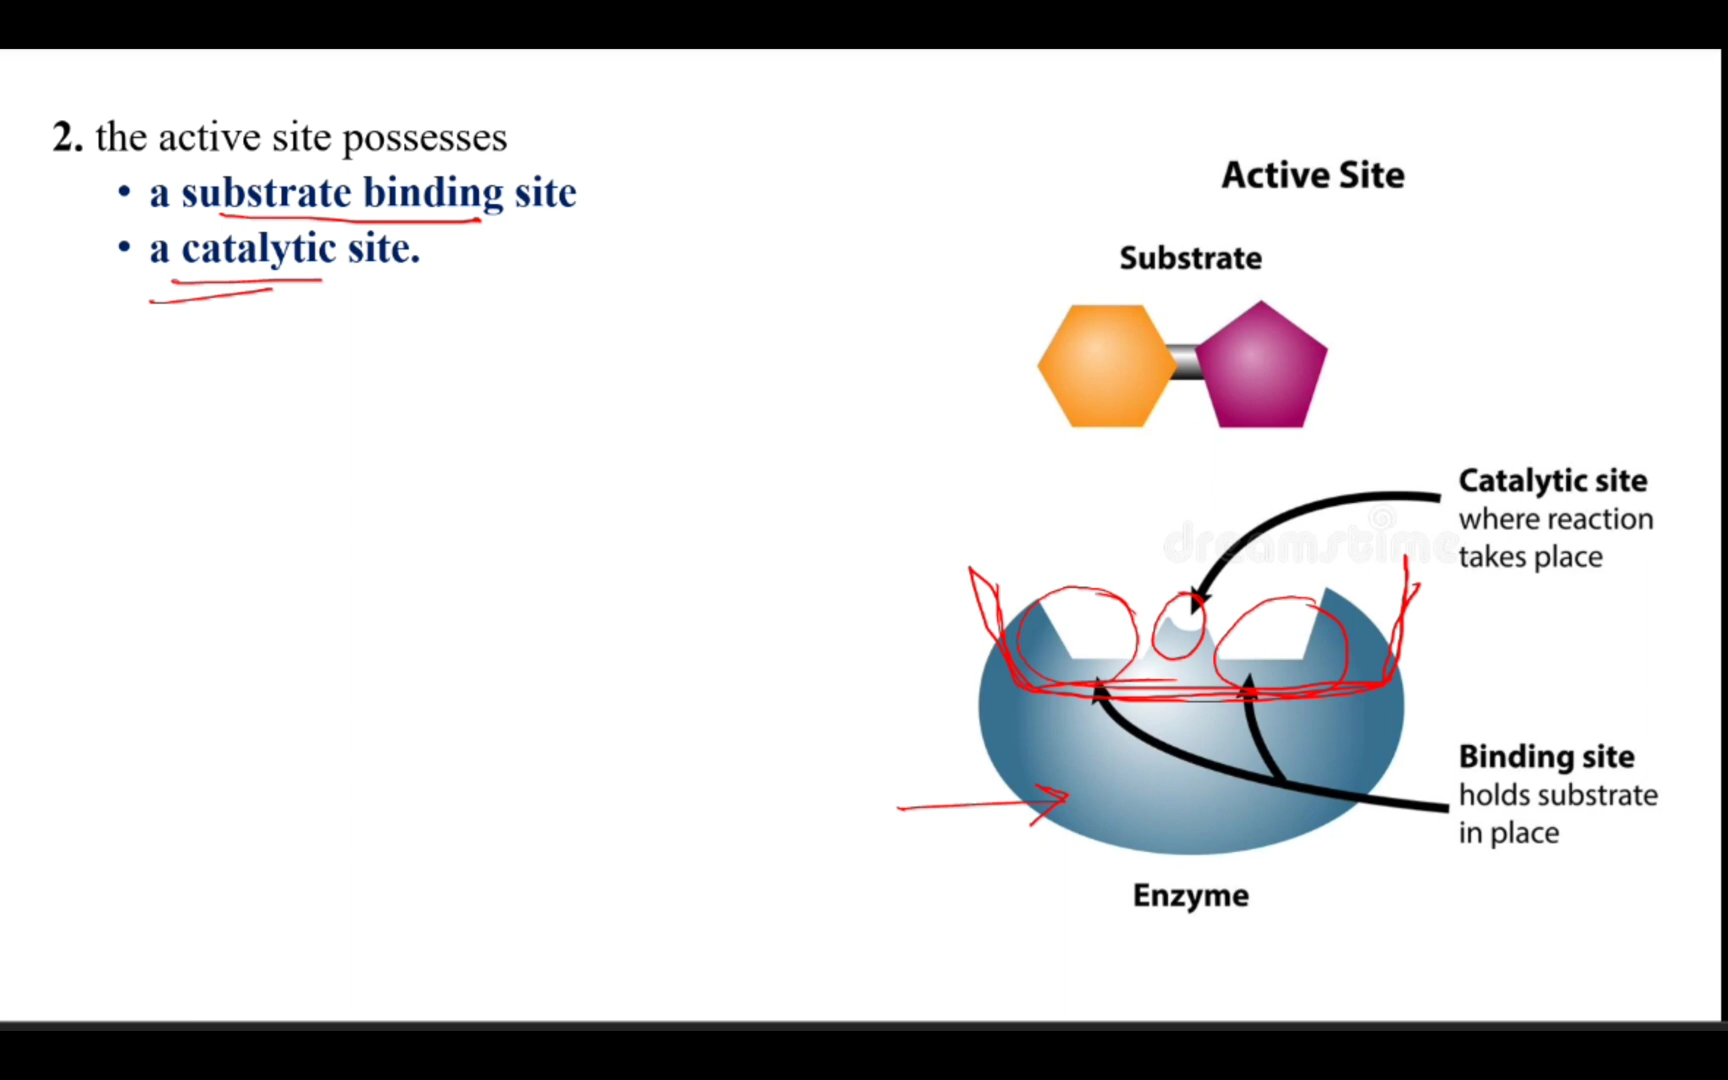 2. the active site possesses
• a substrate binding site
• a catalytic site.
Active Site
Substrate
Catalytic site
where reaction
takes place
dreamstime
Binding site
holds substrate
in place
Enzyme